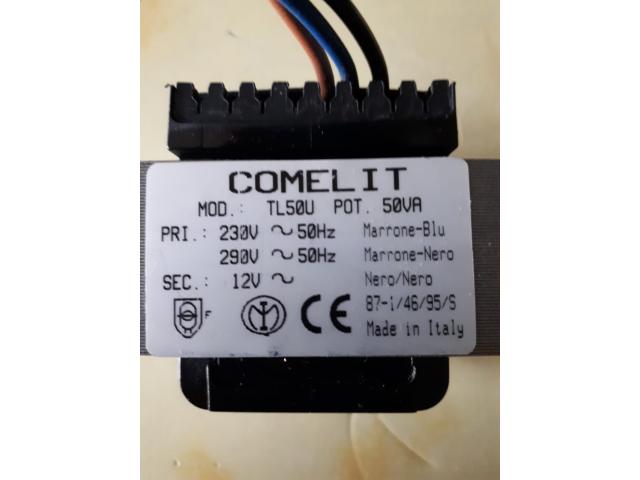 COMELIT
MOD.: TL50U POT. 50VA
PRI.: 230V ~ 50Hz Marrone-Blu
290V ~ 50Hz Marrone-Nero
SEC.: 12V ~ Nero/Nero
87-i/46/95/S
F M CE Made in Italy